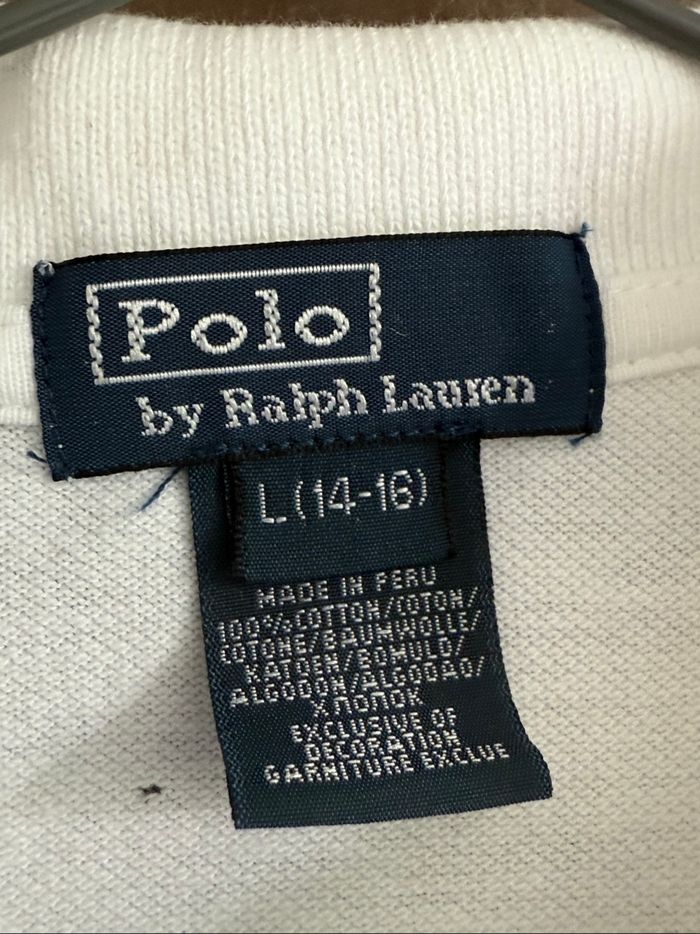 Polo
by Ralph Lauren
L (14-16)
MADE IN PERU
100% COTTON/COTON/
COTONE/BAUMWOLLE/
KATOEN/BOMULD/
ALGODON/ALGODAO/
ХЛОПОК
EXCLUSIVE OF
DECORATION
GARNITURE EXCLUE